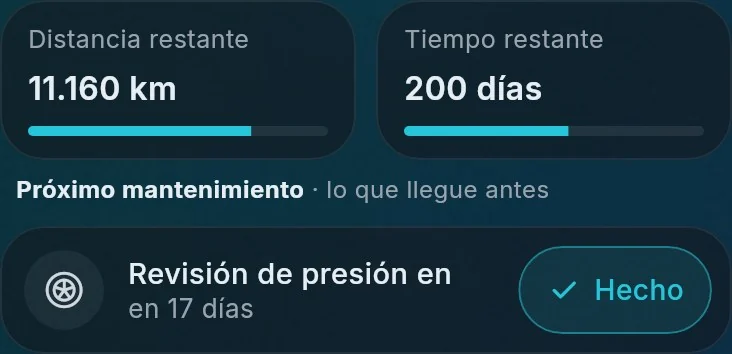 Distancia restante
11.160 km
Tiempo restante
200 días
Próximo mantenimiento · lo que llegue antes
Revisión de presión en
en 17 días
Hecho